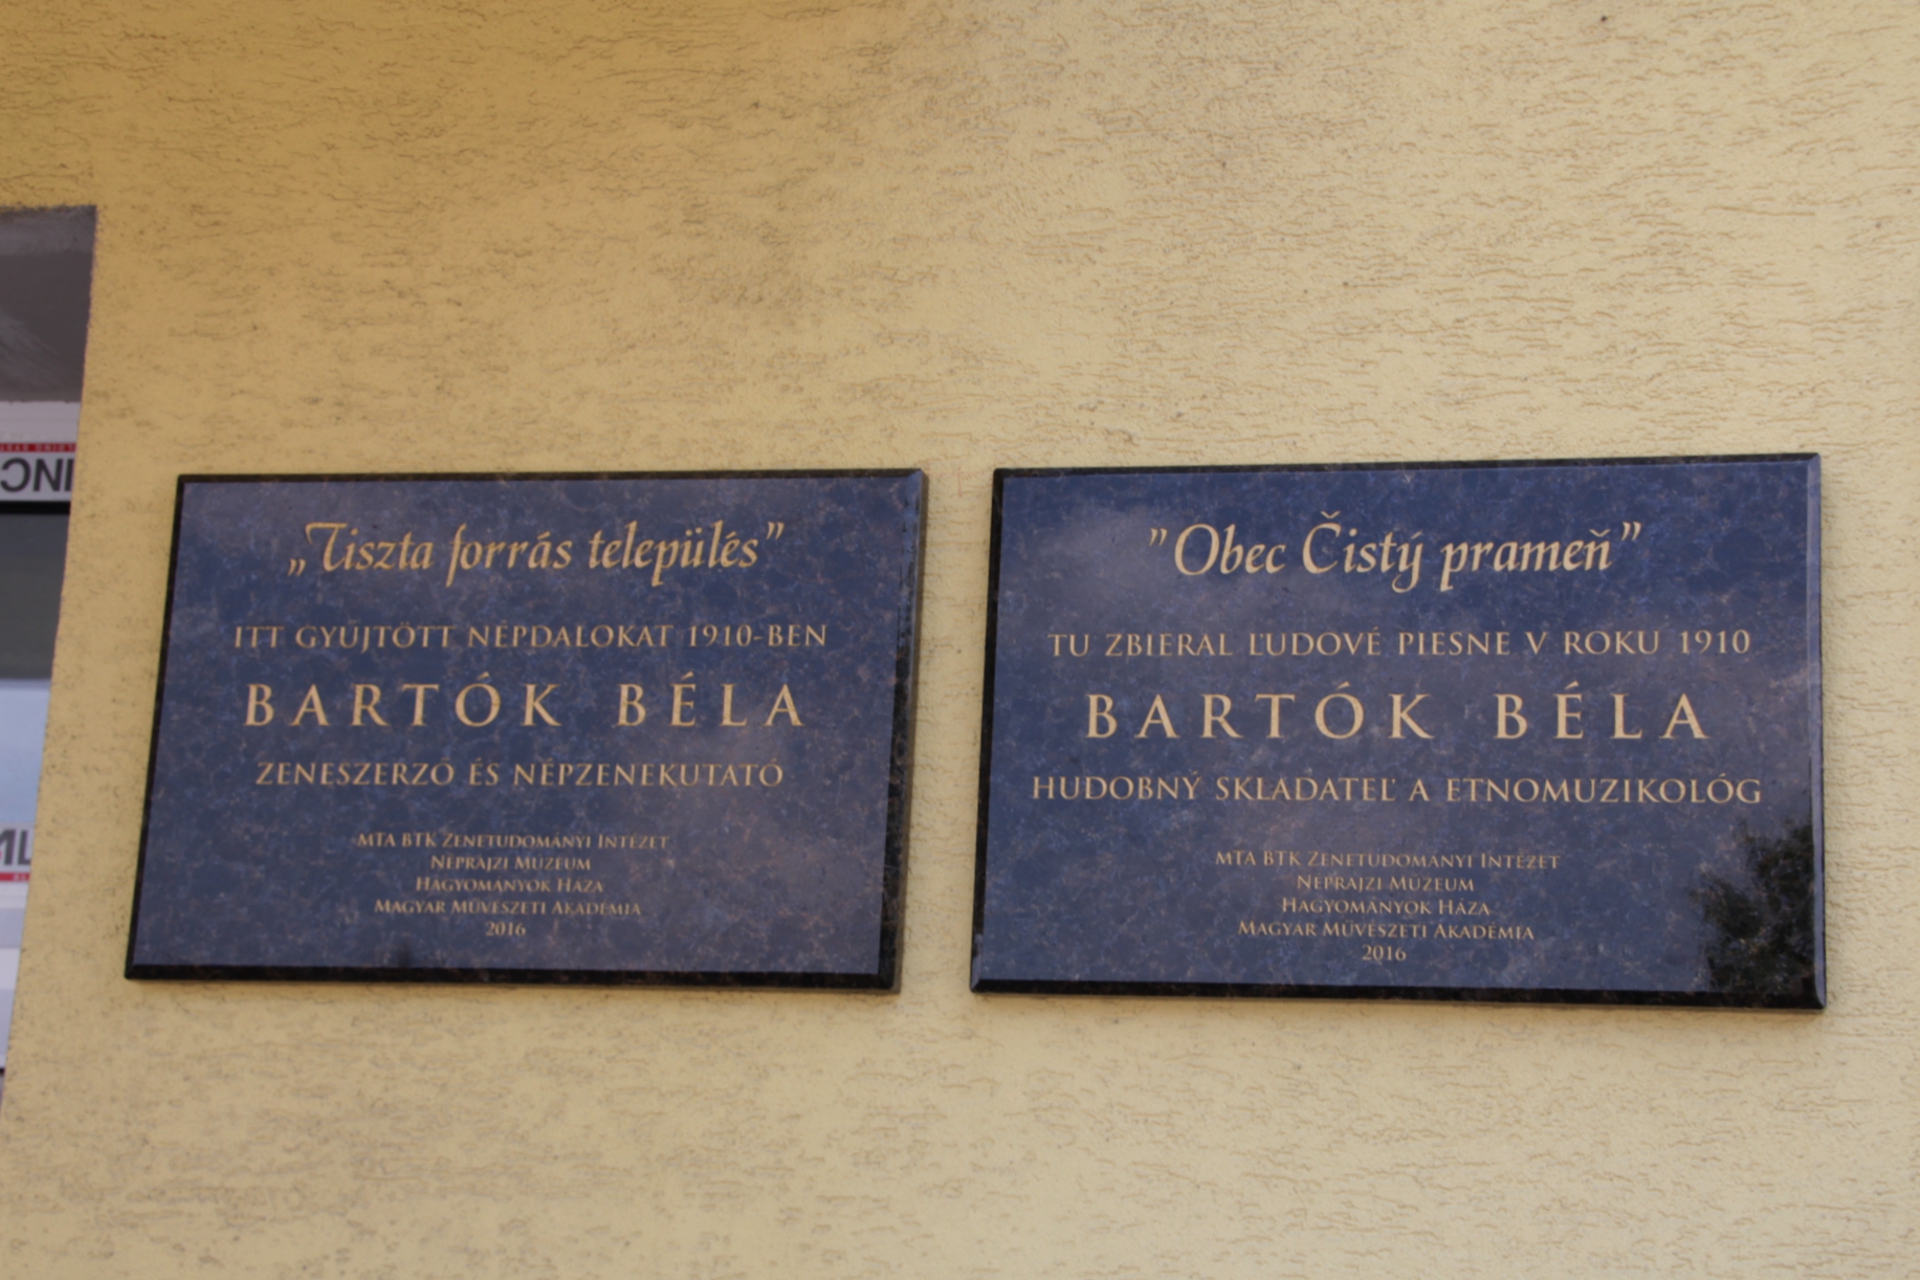 „Tiszta forrás település”
ITT GYŰJTÖTT NÉPDALOKAT 1910-BEN
BARTÓK BÉLA
ZENESZERZŐ ÉS NÉPZENEKUTATÓ
MTA BTK ZENETUDOMÁNYI INTÉZET
NÉPRAJZI MÚZEUM
HAGYOMÁNYOK HÁZA
MAGYAR MŰVÉSZETI AKADÉMIA
2016
”Obec Čistý prameň”
TU ZBIERAL ĽUDOVÉ PIESNE V ROKU 1910
BARTÓK BÉLA
HUDOBNÝ SKLADATEĽ A ETNOMUZIKOLÓG
MTA BTK ZENETUDOMÁNYI INTÉZET
NÉPRAJZI MÚZEUM
HAGYOMÁNYOK HÁZA
MAGYAR MŰVÉSZETI AKADÉMIA
2016